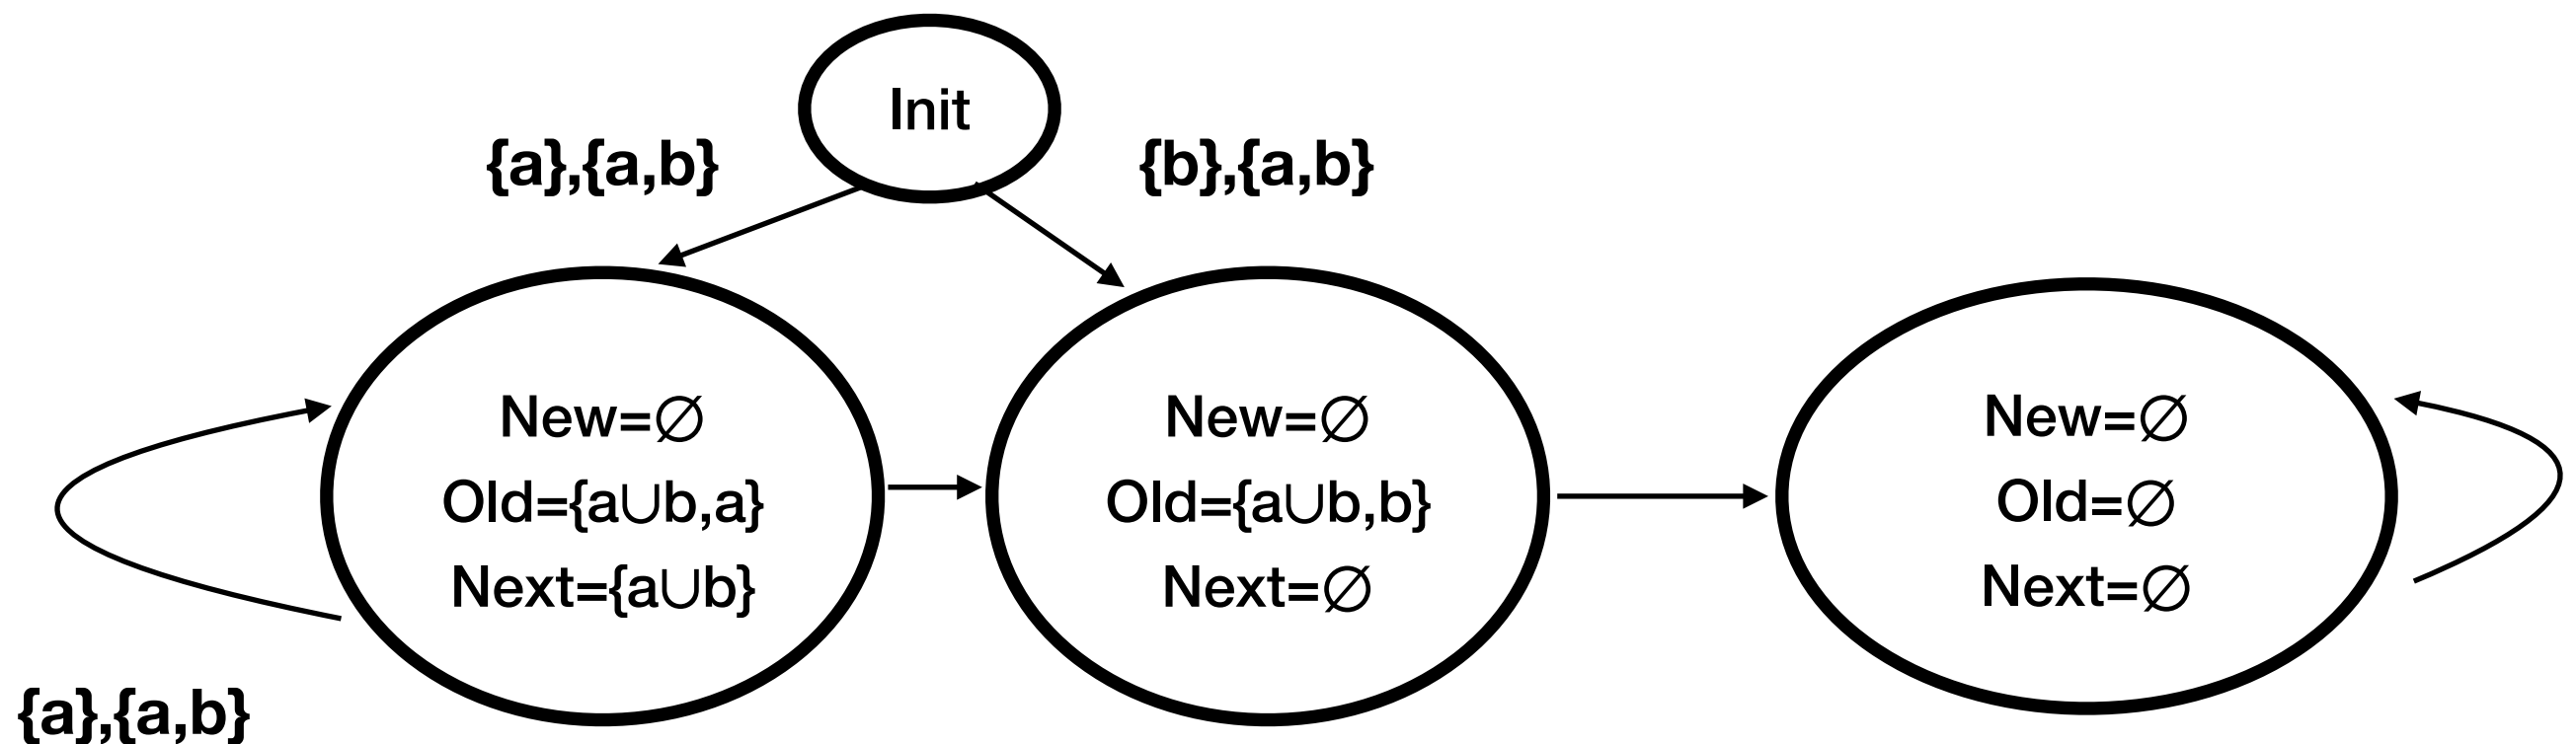 Init
{a},{a,b}
{b},{a,b}
New=∅
Old={a∪b,a}
Next={a∪b}
New=∅
Old={a∪b,b}
Next=∅
New=∅
Old=∅
Next=∅
{a},{a,b}